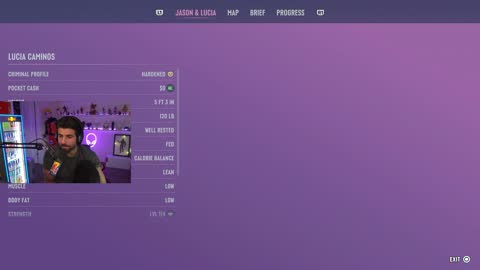 JASON & LUCIA MAP BRIEF PROGRESS
LUCIA CAMINOS
CRIMINAL PROFILE HARDENED
POCKET CASH $0
5 FT 3 IN
120 LB
WELL RESTED
FED
CALORIE BALANCE
LEAN
MUSCLE LOW
BODY FAT LOW
STRENGTH
EXIT